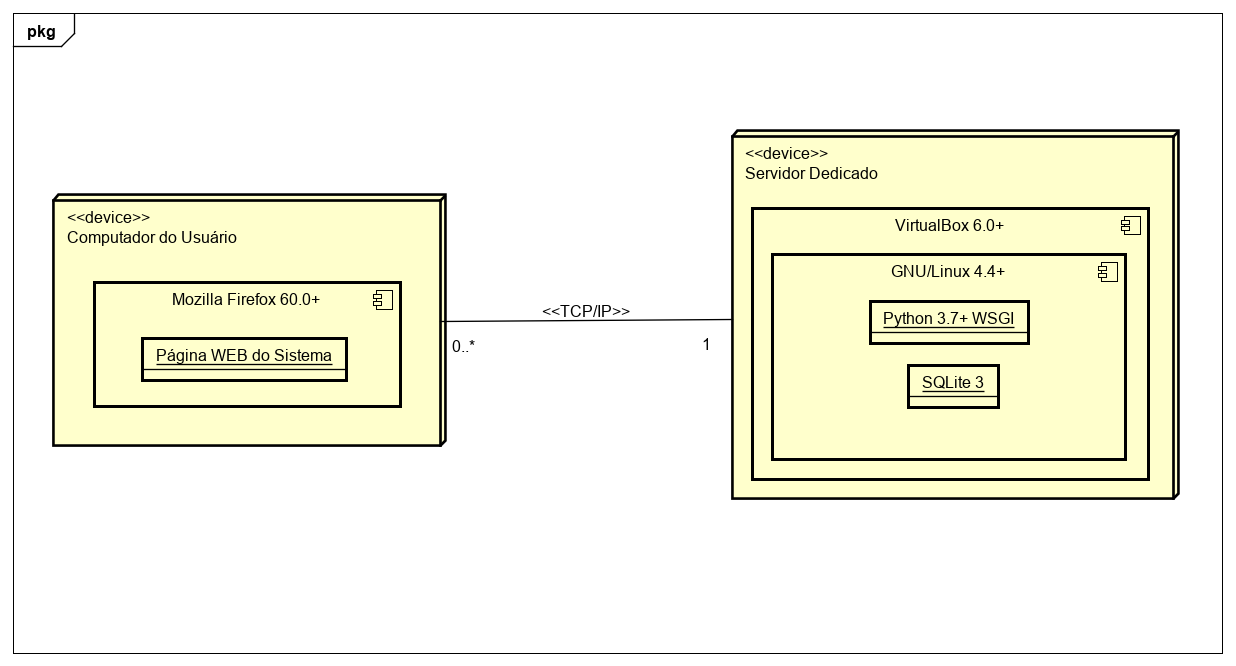 pkg
<<device>>
Computador do Usuário
Mozilla Firefox 60.0+
Página WEB do Sistema
<<TCP/IP>>
0..*
1
<<device>>
Servidor Dedicado
VirtualBox 6.0+
GNU/Linux 4.4+
Python 3.7+ WSGI
SQLite 3